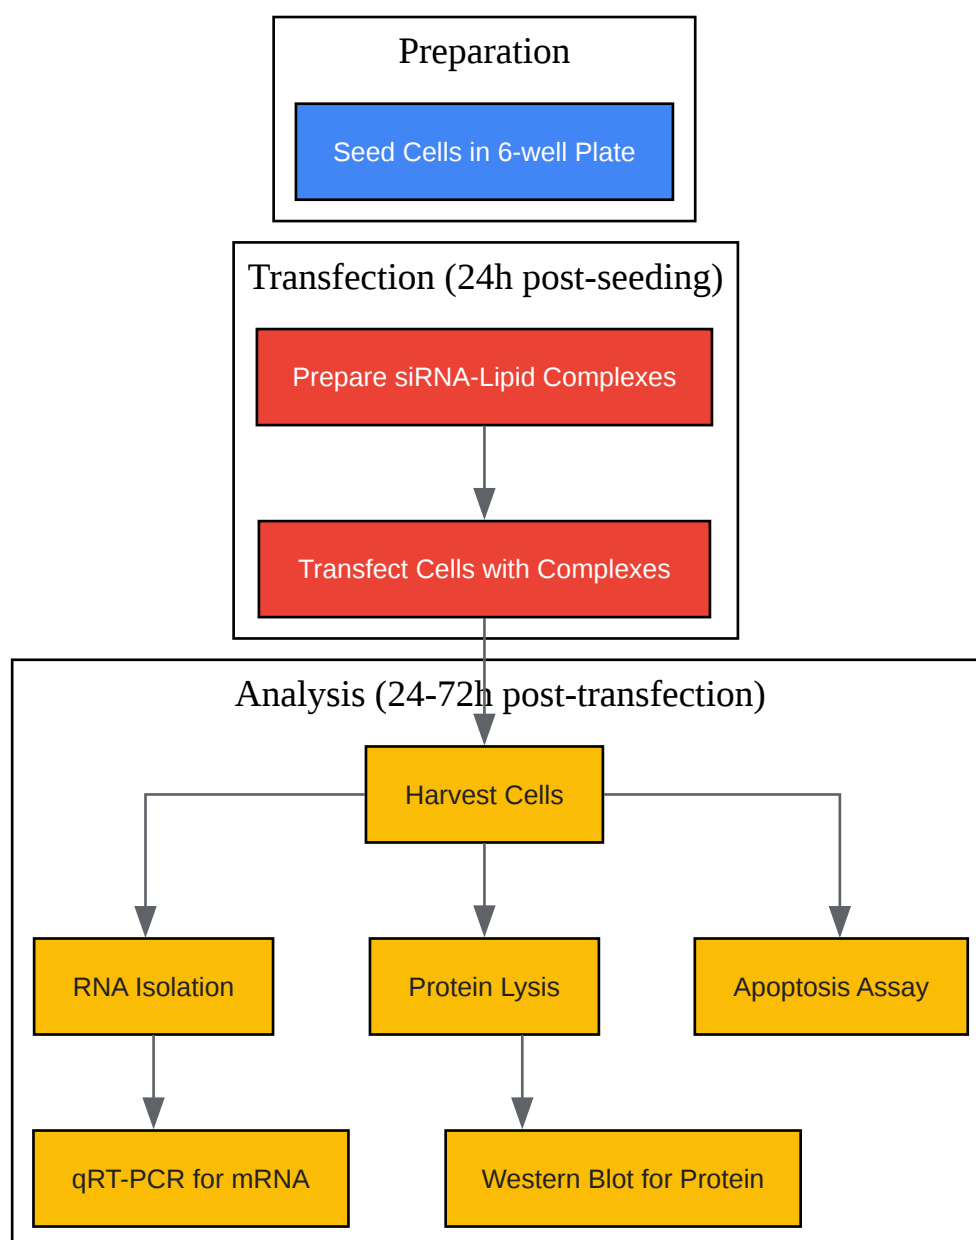 Preparation
Seed Cells in 6-well Plate
Transfection (24h post-seeding)
Prepare siRNA-Lipid Complexes
Transfect Cells with Complexes
Analysis (24-72h post-transfection)
Harvest Cells
RNA Isolation
Protein Lysis
Apoptosis Assay
qRT-PCR for mRNA
Western Blot for Protein